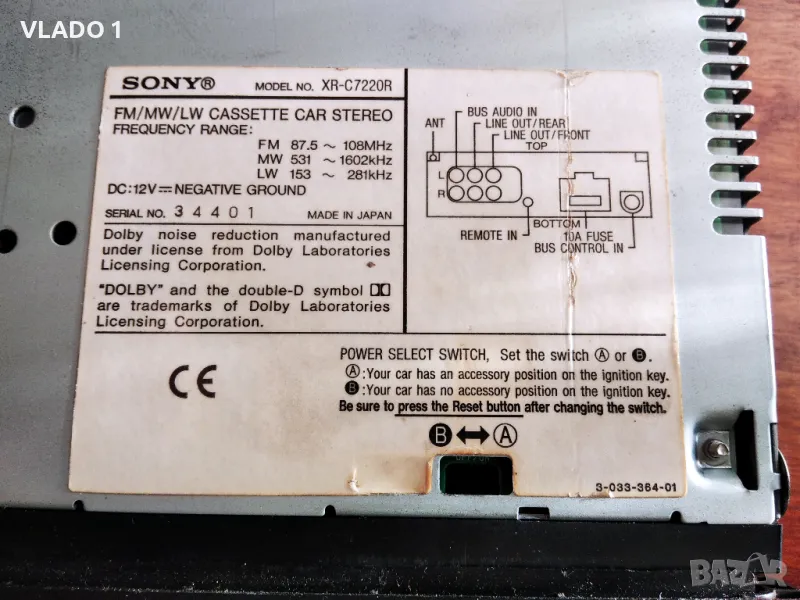 VLADO 1
SONY® MODEL NO. XR-C7220R
FM/MW/LW CASSETTE CAR STEREO
FREQUENCY RANGE:
FM 87.5 ~ 108MHz
MW 531 ~ 1602kHz
LW 153 ~ 281kHz
DC:12V⎓NEGATIVE GROUND
SERIAL NO. 34401 MADE IN JAPAN
Dolby noise reduction manufactured
under license from Dolby Laboratories
Licensing Corporation.
"DOLBY" and the double-D symbol
are trademarks of Dolby Laboratories
Licensing Corporation.
BUS AUDIO IN
ANT LINE OUT/REAR
LINE OUT/FRONT
TOP
L
R
BOTTOM
REMOTE IN 10A FUSE
BUS CONTROL IN
POWER SELECT SWITCH, Set the switch Ⓐ or 🅑.
Ⓐ:Your car has an accessory position on the ignition key.
🅑:Your car has no accessory position on the ignition key.
Be sure to press the Reset button after changing the switch.
CE
🅑↔Ⓐ
3-033-364-01
BAZAR